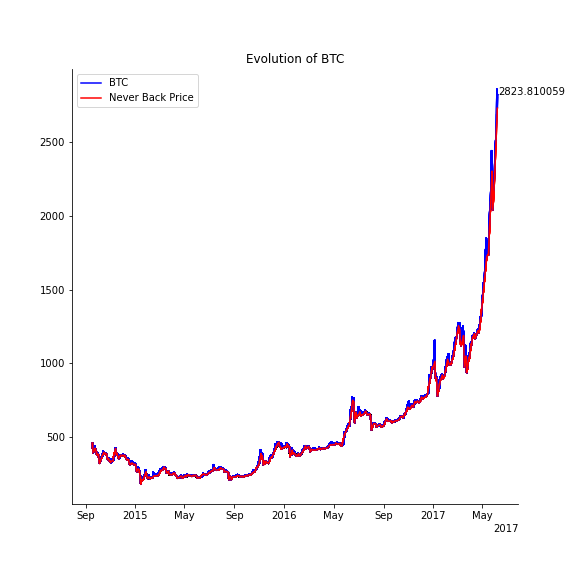 Evolution of BTC
BTC
Never Back Price
2823.810059
2500
2000
1500
1000
500
Sep
2015
May
Sep
2016
May
Sep
2017
May
2017